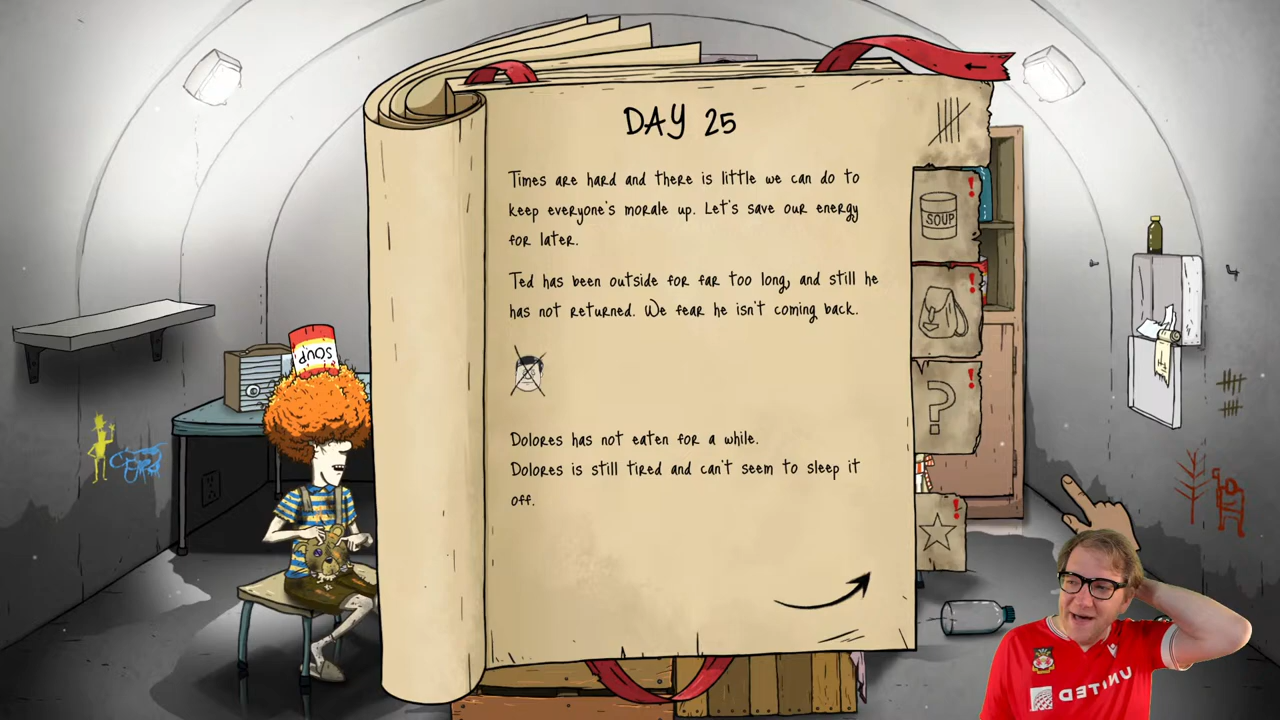 DAY 25
Times are hard and there is little we can do to
keep everyone's morale up. Let's save our energy
for later.
Ted has been outside for far too long, and still he
has not returned. We fear he isn't coming back.
Dolores has not eaten for a while.
Dolores is still tired and can't seem to sleep it
off.
SOUP
!
!
?
!
!
SOUP
UNITED